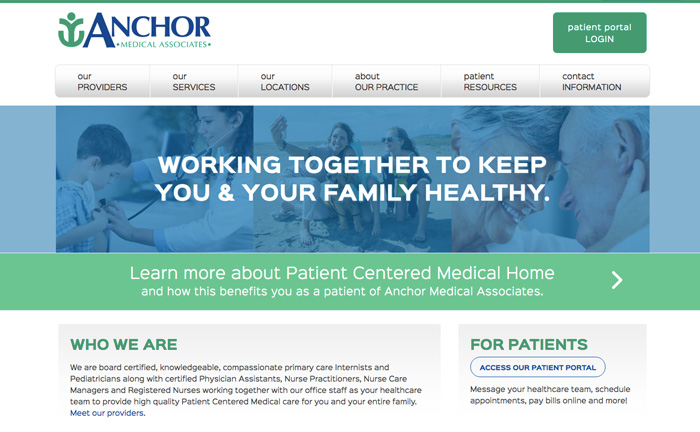 ANCHOR
•MEDICAL ASSOCIATES•
patient portal
LOGIN
our
PROVIDERS
our
SERVICES
our
LOCATIONS
about
OUR PRACTICE
patient
RESOURCES
contact
INFORMATION
WORKING TOGETHER TO KEEP
YOU & YOUR FAMILY HEALTHY.
Learn more about Patient Centered Medical Home
and how this benefits you as a patient of Anchor Medical Associates.
WHO WE ARE
We are board certified, knowledgeable, compassionate primary care Internists and
Pediatricians along with certified Physician Assistants, Nurse Practitioners, Nurse Care
Managers and Registered Nurses working together with our office staff as your healthcare
team to provide high quality Patient Centered Medical care for you and your entire family.
Meet our providers.
FOR PATIENTS
ACCESS OUR PATIENT PORTAL
Message your healthcare team, schedule
appointments, pay bills online and more!